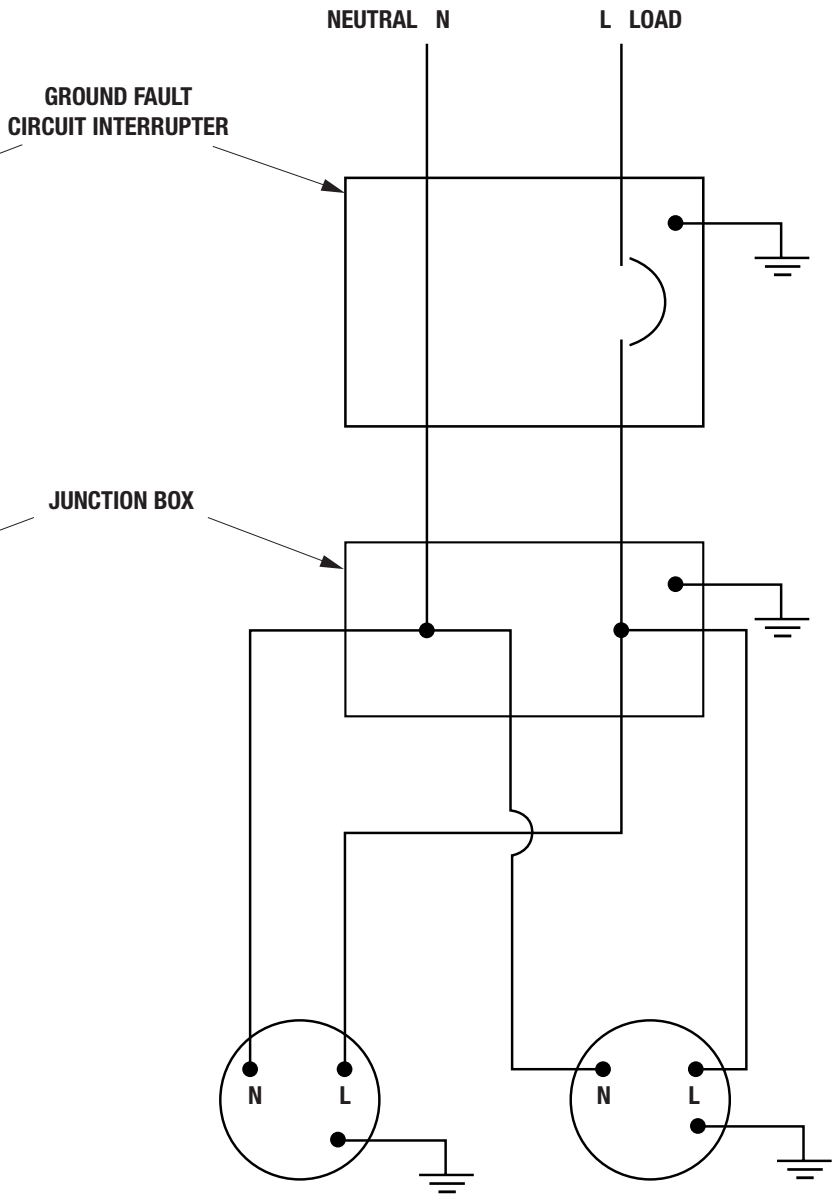 NEUTRAL N L LOAD
GROUND FAULT
CIRCUIT INTERRUPTER
JUNCTION BOX
N L N L